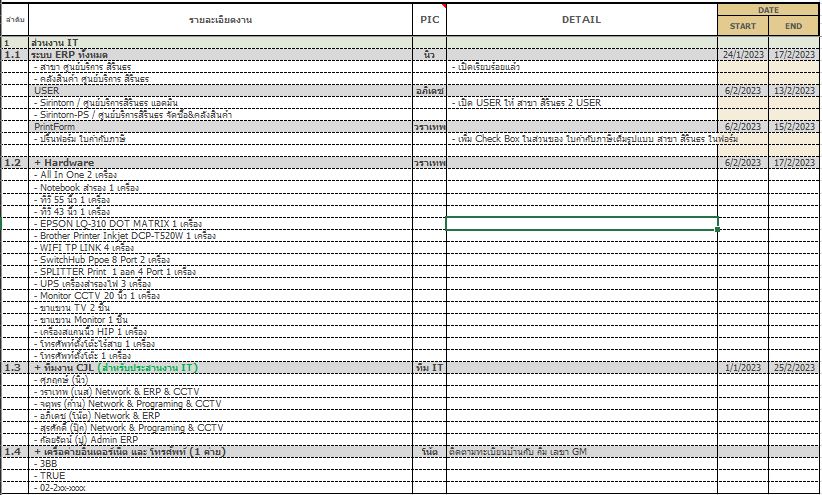 ลำดับ รายละเอียดงาน PIC DETAIL DATE
START END
1 ส่วนงาน IT
1.1 ระบบ ERP ทั้งหมด นิว 24/1/2023 17/2/2023
- สาขา ศูนย์บริการ สิรินธร - เปิดเรียบร้อยแล้ว
- คลังสินค้า ศูนย์บริการ สิรินธร
USER อภิเดช 6/2/2023 13/2/2023
- Sirintorn / ศูนย์บริการสิรินธร แอดมิน - เปิด USER ให้ สาขา สิรินธร 2 USER
- Sirintorn-PS / ศูนย์บริการสิรินธร จัดซื้อ&คลังสินค้า
PrintForm วราเทพ 6/2/2023 15/2/2023
- ปริ้นฟอร์ม ใบกำกับภาษี - เพิ่ม Check Box ในส่วนของ ใบกำกับภาษีเต็มรูปแบบ สาขา สิรินธร ในฟอร์ม
1.2 + Hardware วราเทพ 6/2/2023 17/2/2023
- All In One 2 เครื่อง
- Notebook สำรอง 1 เครื่อง
- ทีวี 55 นิ้ว 1 เครื่อง
- ทีวี 43 นิ้ว 1 เครื่อง
- EPSON LQ-310 DOT MATRIX 1 เครื่อง
- Brother Printer Inkjet DCP-T520W 1 เครื่อง
- WIFI TP LINK 4 เครื่อง
- SwitchHub Ppoe 8 Port 2 เครื่อง
- SPLITTER Print 1 ออก 4 Port 1 เครื่อง
- UPS เครื่องสำรองไฟ 3 เครื่อง
- Monitor CCTV 20 นิ้ว 1 เครื่อง
- ขาแขวน TV 2 ชิ้น
- ขาแขวน Monitor 1 ชิ้น
- เครื่องสแกนนิ้ว HIP 1 เครื่อง
- โทรศัพท์ตั้งโต๊ะไร้สาย 1 เครื่อง
- โทรศัพท์ตั้งโต๊ะ 1 เครื่อง
1.3 + ทีมงาน CJL (สำหรับประสานงาน IT) ทีม IT 1/1/2023 25/2/2023
- ศุภฤกษ์ (นิว)
- วราเทพ (เนส) Network & ERP & CCTV
- จตุพร (ก้าน) Network & Programing & CCTV
- อภิเดช (โน้ต) Network & ERP
- สุรศักดิ์ (ปุ๊ก) Network & Programing & CCTV
- กัลยรัตน์ (ปู) Admin ERP
1.4 + เครือค่ายอินเตอร์เน็ต และ โทรศัพท์ (1 ค่าย) โน้ต ติดตามทะเบียนบ้านกับ คิม เลขา GM
- 3BB
- TRUE
- 02-2xx-xxxx